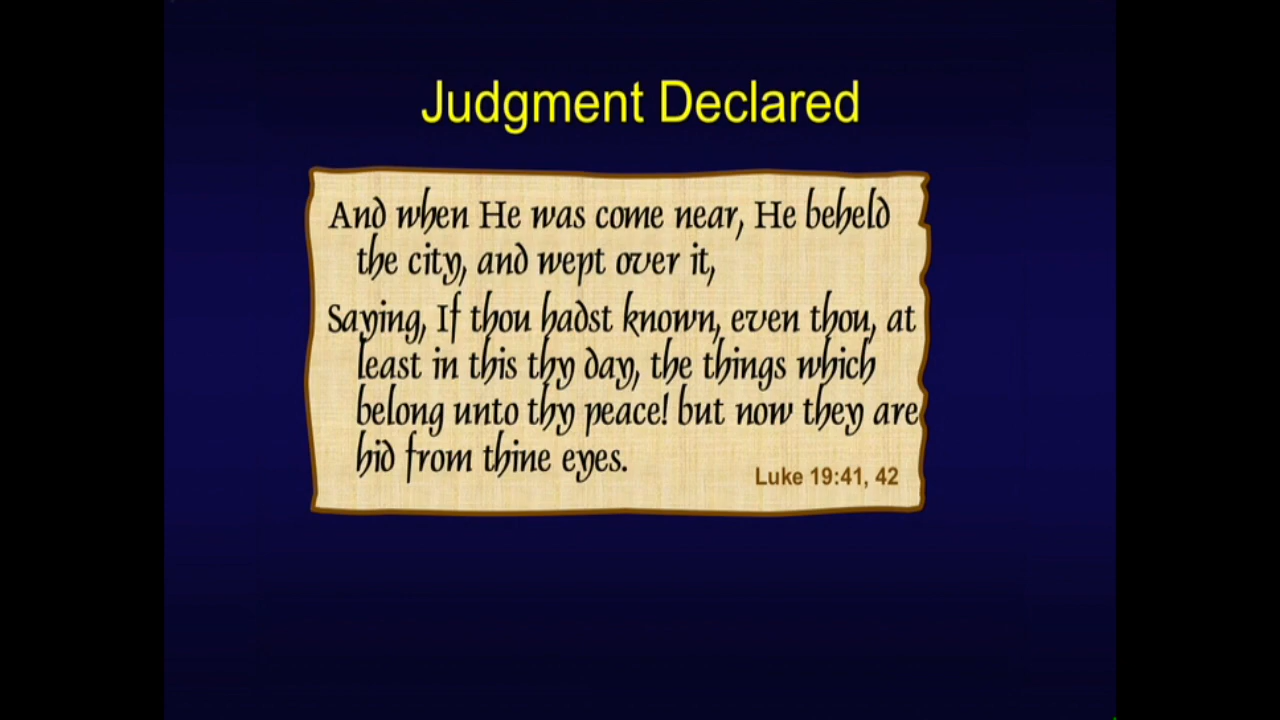 Judgment Declared
And when He was come near, He beheld
the city, and wept over it,
Saying, If thou hadst known, even thou, at
least in this thy day, the things which
belong unto thy peace! but now they are
hid from thine eyes.
Luke 19:41, 42